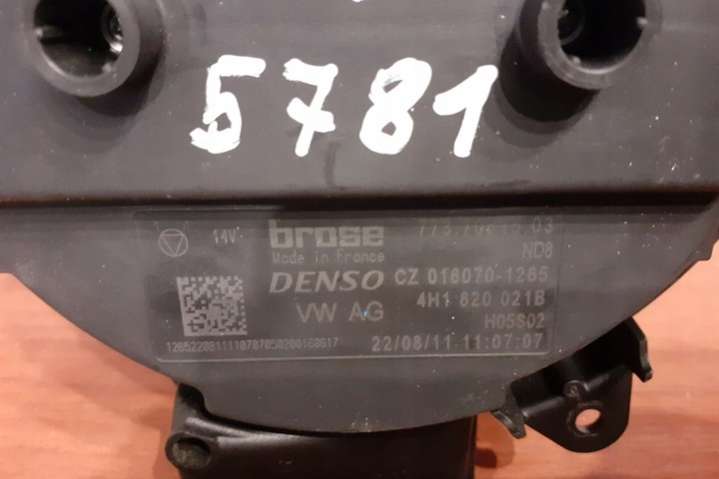 5781
14V brose
Made in France ND8
DENSO CZ 016070-1265
VW AG 4H1 820 021B
H05S02
22/08/11 11:07:07